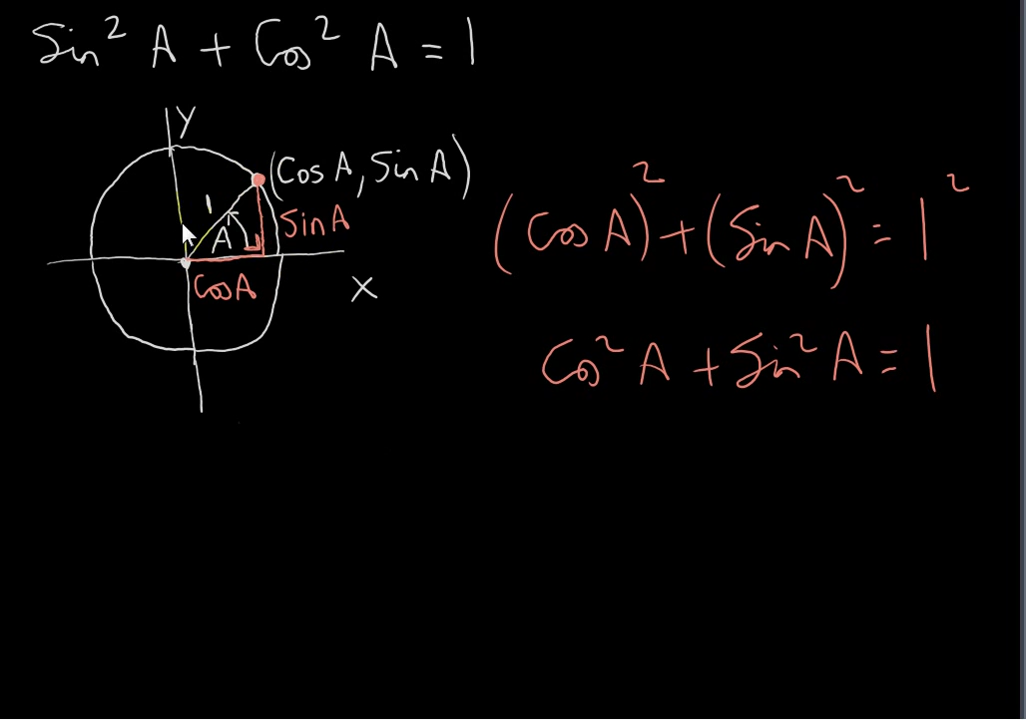 Sin² A + Cos² A = 1
y
(Cos A, Sin A)
1
A
Sin A
Cos A
x
(Cos A)² + (Sin A)² = 1²
Cos² A + Sin² A = 1